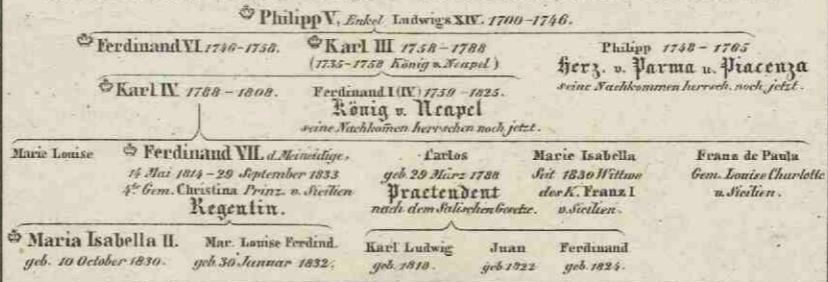 Philipp V, Enkel Ludwigs XIV. 1700-1746.
Ferdinand VI 1746-1758. Karl III 1758-1788 Philipp 1748-1765
(1735-1758 König v. Neapel) Herz. v. Parma u. Piacenza
Karl IV. 1788-1808. Ferdinand I (IV) 1759-1825. seine Nachkommen herrsch. noch jetzt.
König v. Neapel
seine Nachkom̄en herrschen noch jetzt.
Marie Louise Ferdinand VII. d. Meineidige, Carlos Marie Isabella Franz de Paula
14 Mai 1814-29 September 1833 geb. 29 März 1788 Seit 1830 Wittwe Gem. Louise Charlotte
4te Gem. Christina Prinz. v. Sicilien Praetendent der K. Franz I v. Sicilien.
Regentin. nach dem Salischen Gesetze. v. Sicilien.
Maria Isabella II. Mar. Louise Ferdind. Karl Ludwig Juan Ferdinand
geb. 10 October 1830. geb. 30 Januar 1832. geb. 1818. geb 1822 geb. 1824.